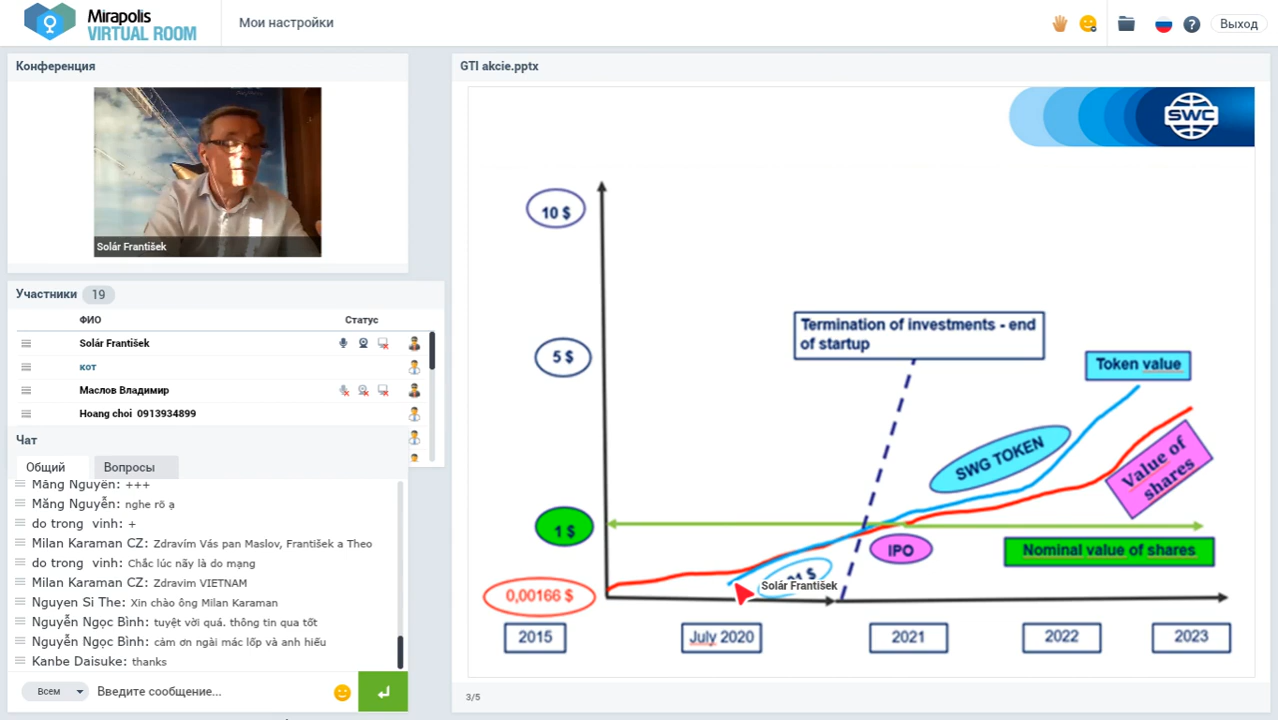 Mirapolis
VIRTUAL ROOM
Мои настройки
Выход
Конференция
Solár František
Участники 19
ФИО Статус
Solár František
кот
Маслов Владимир
Hoang choi 0913934899
Чат
Общий Вопросы
Măng Nguyễn: +++
Măng Nguyễn: nghe rõ ạ
do trong vinh: +
Milan Karaman CZ: Zdravím Vás pan Maslov, František a Theo
do trong vinh: Chắc lúc nãy là do mạng
Milan Karaman CZ: Zdravim VIETNAM
Nguyen Si The: Xin chào ông Milan Karaman
Nguyễn Ngọc Bình: tuyệt vời quá. thông tin qua tốt
Nguyễn Ngọc Bình: cảm ơn ngài mác lốp và anh hiếu
Kanbe Daisuke: thanks
Всем Введите сообщение...
GTI akcie.pptx
SWC
10 $
5 $
1 $
0,00166 $
Termination of investments - end
of startup
Token value
SWG TOKEN
Value of
shares
IPO
Nominal value of shares
Solár František
2015 July 2020 2021 2022 2023
3/5